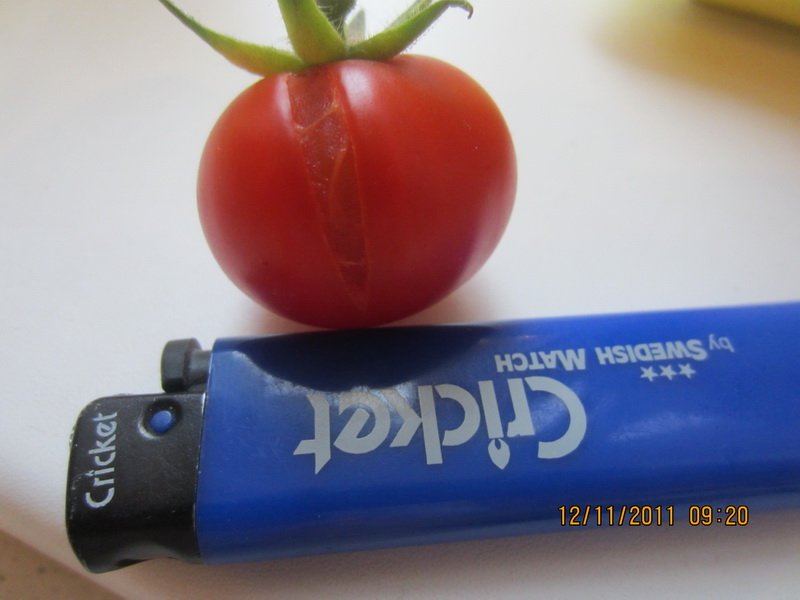 by SWEDISH MATCH
Cricket
Cricket
12/11/2011 09:20